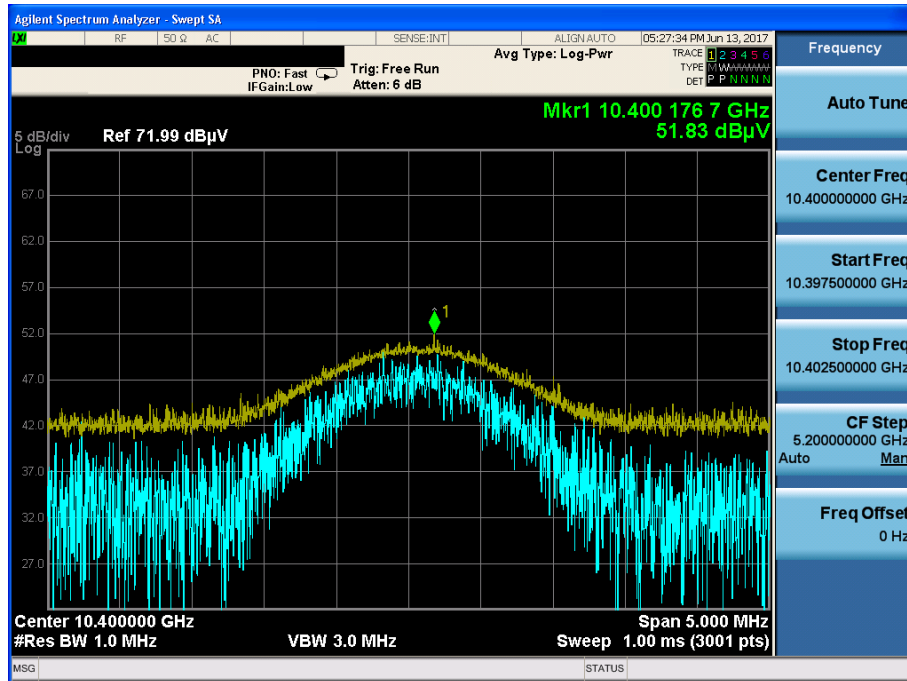 Agilent Spectrum Analyzer - Swept SA
LXI RF 50 Ω AC SENSE:INT ALIGN AUTO 05:27:34 PM Jun 13, 2017
Frequency
PNO: Fast
IFGain:Low
Trig: Free Run
Atten: 6 dB
Avg Type: Log-Pwr
TRACE 1 2 3 4 5 6
TYPE M W W W W W
DET P P N N N N
Mkr1 10.400 176 7 GHz
51.83 dBµV
5 dB/div Ref 71.99 dBµV
Log
67.0
62.0
57.0
52.0
47.0
42.0
37.0
32.0
27.0
1
Center 10.400000 GHz Span 5.000 MHz
#Res BW 1.0 MHz VBW 3.0 MHz Sweep 1.00 ms (3001 pts)
Auto Tune
Center Freq
10.400000000 GHz
Start Freq
10.397500000 GHz
Stop Freq
10.402500000 GHz
CF Step
5.200000000 GHz
Auto Man
Freq Offset
0 Hz
MSG STATUS